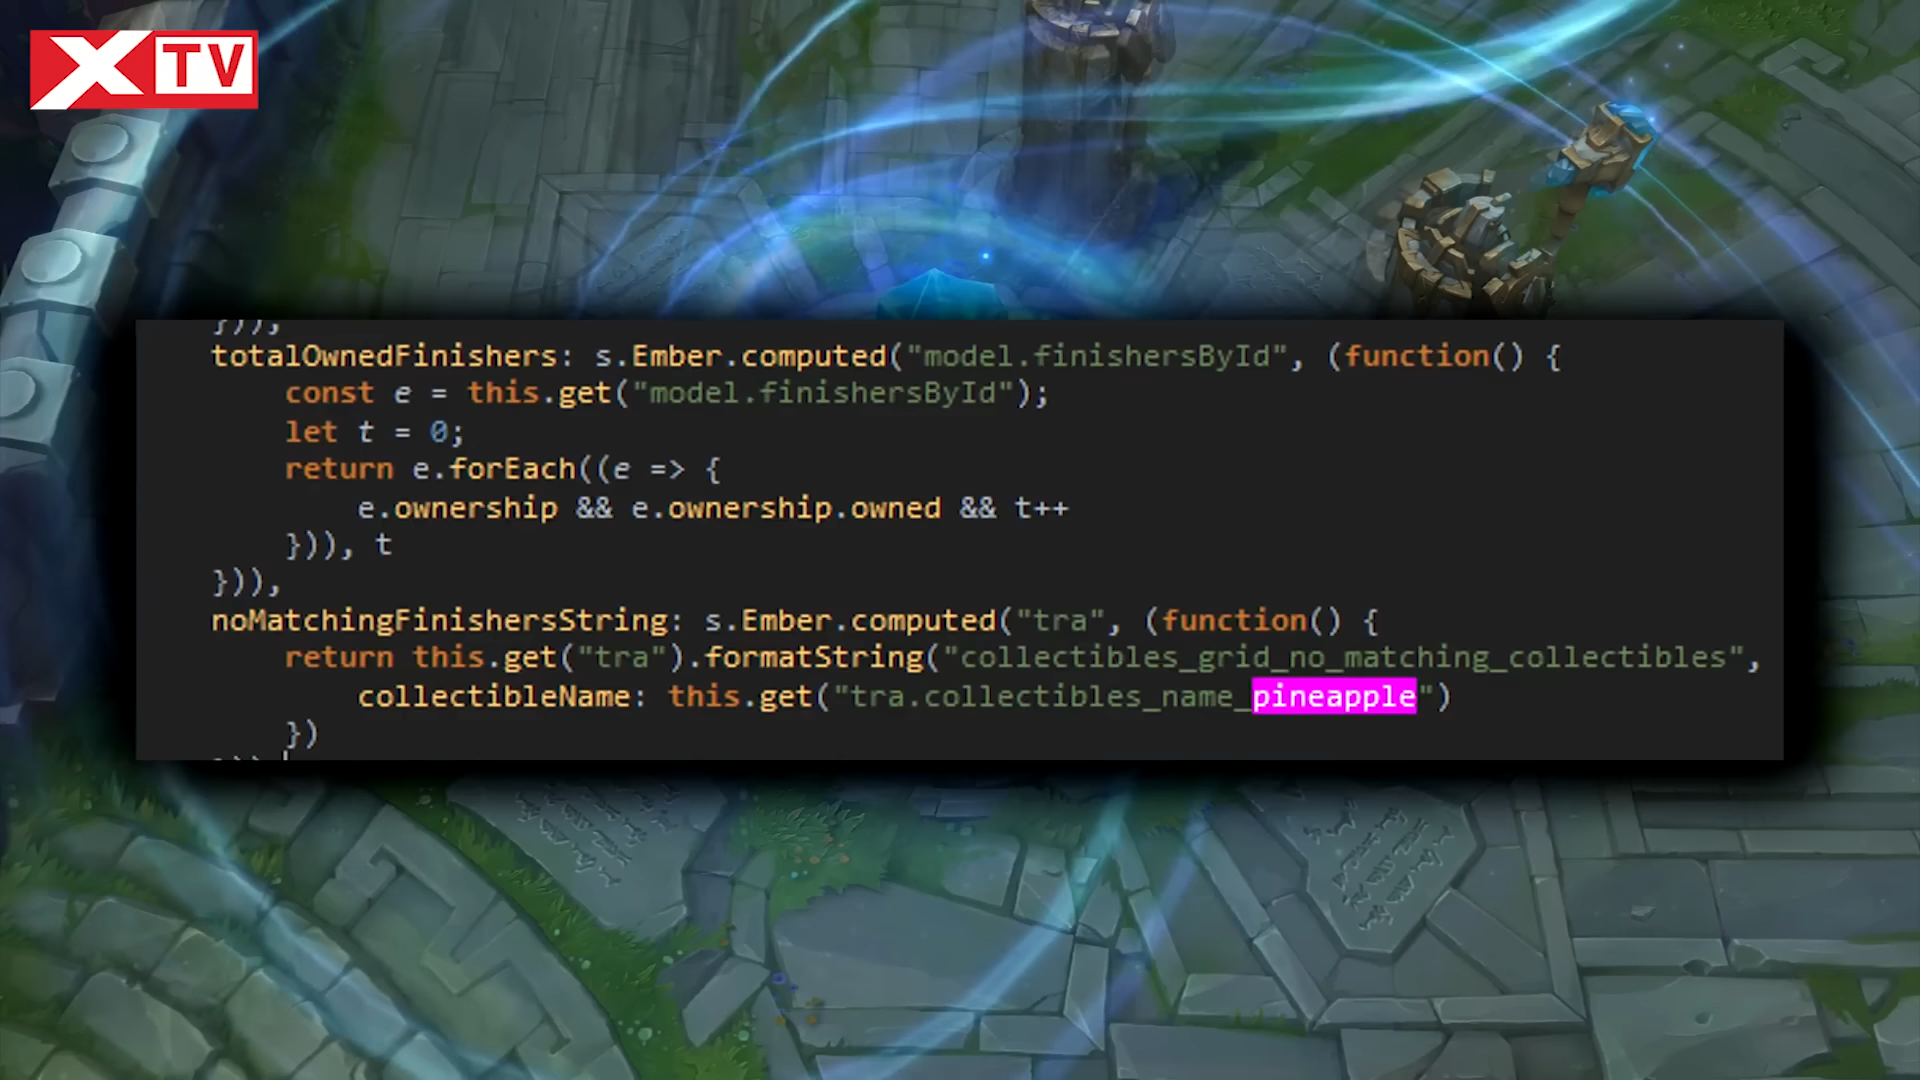 XTV
})),
totalOwnedFinishers: s.Ember.computed("model.finishersById", (function() {
const e = this.get("model.finishersById");
let t = 0;
return e.forEach((e => {
e.ownership && e.ownership.owned && t++
})), t
})),
noMatchingFinishersString: s.Ember.computed("tra", (function() {
return this.get("tra").formatString("collectibles_grid_no_matching_collectibles",
collectibleName: this.get("tra.collectibles_name_pineapple")
})